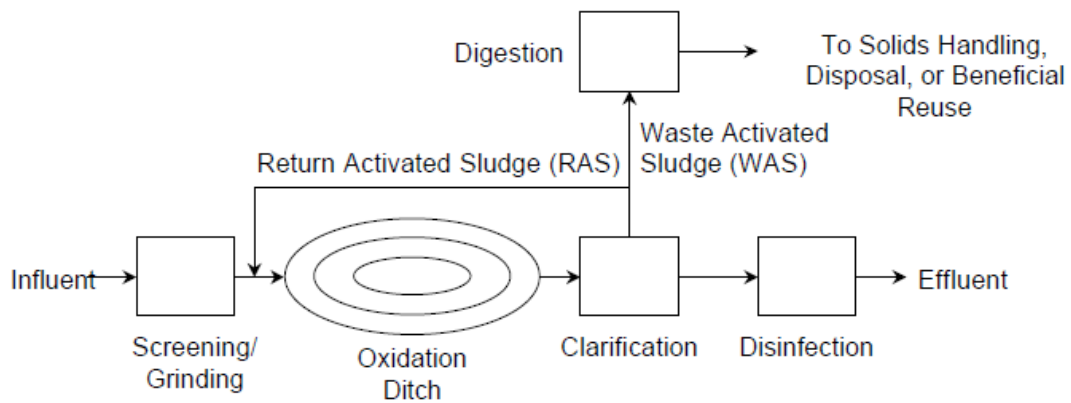 Digestion
To Solids Handling,
Disposal, or Beneficial
Reuse
Waste Activated
Sludge (WAS)
Return Activated Sludge (RAS)
Influent
Effluent
Screening/
Grinding
Oxidation
Ditch
Clarification
Disinfection